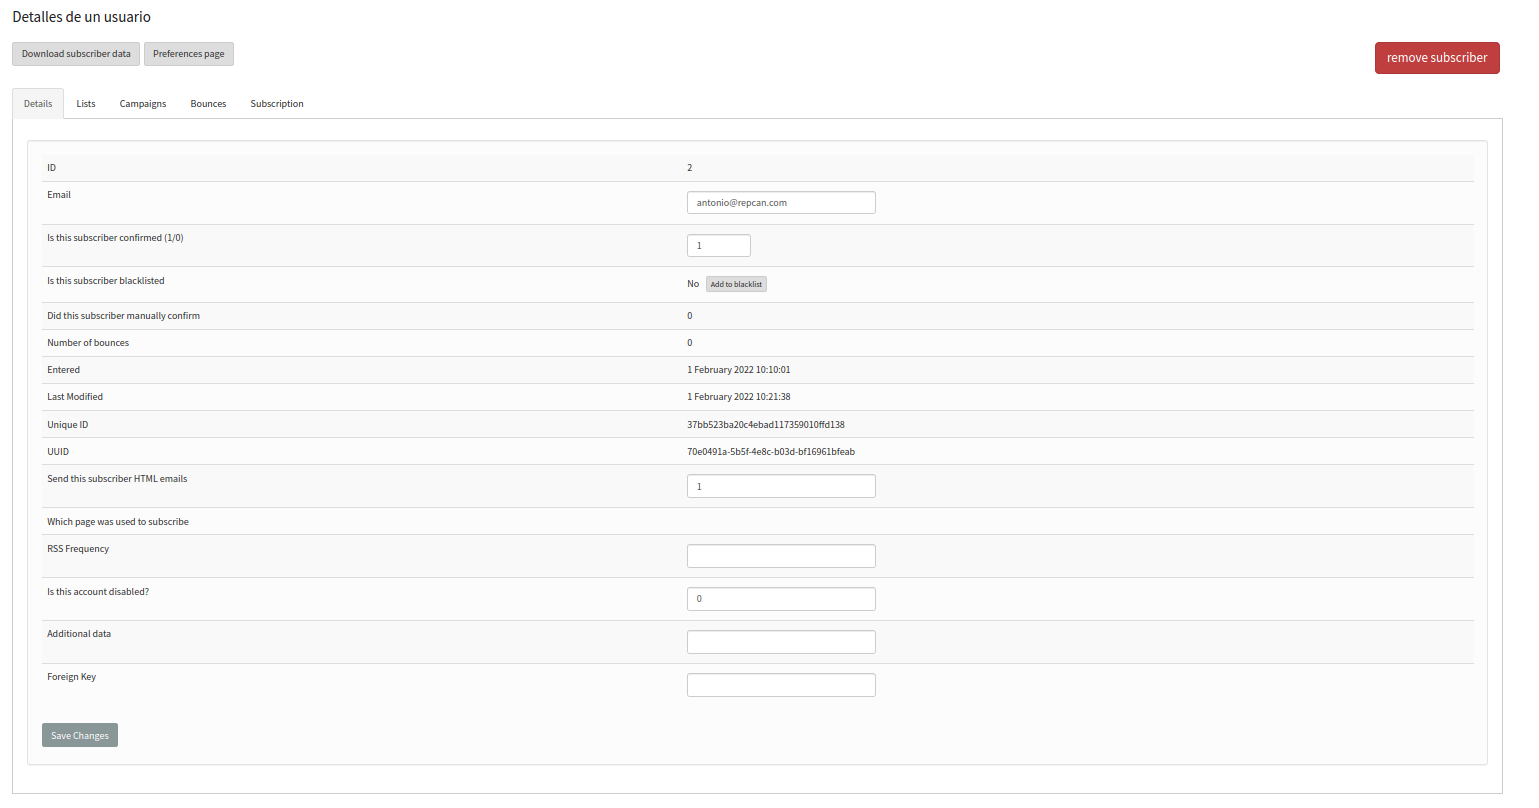 Detalles de un usuario
Download subscriber data Preferences page remove subscriber
Details Lists Campaigns Bounces Subscription
ID 2
Email antonio@repcan.com
Is this subscriber confirmed (1/0) 1
Is this subscriber blacklisted No Add to blacklist
Did this subscriber manually confirm 0
Number of bounces 0
Entered 1 February 2022 10:10:01
Last Modified 1 February 2022 10:21:38
Unique ID 37bb523ba20c4ebad117359010ffd138
UUID 70e0491a-5b5f-4e8c-b03d-bf16961bfeab
Send this subscriber HTML emails 1
Which page was used to subscribe
RSS Frequency
Is this account disabled? 0
Additional data
Foreign Key
Save Changes